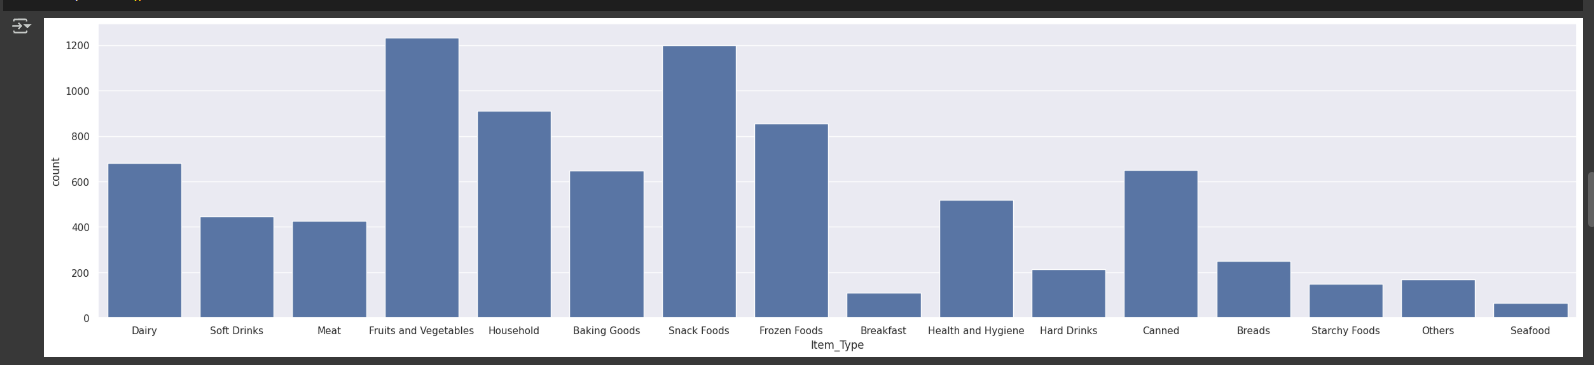 1200
1000
800
600
400
200
0
count
Dairy Soft Drinks Meat Fruits and Vegetables Household Baking Goods Snack Foods Frozen Foods Breakfast Health and Hygiene Hard Drinks Canned Breads Starchy Foods Others Seafood
Item_Type